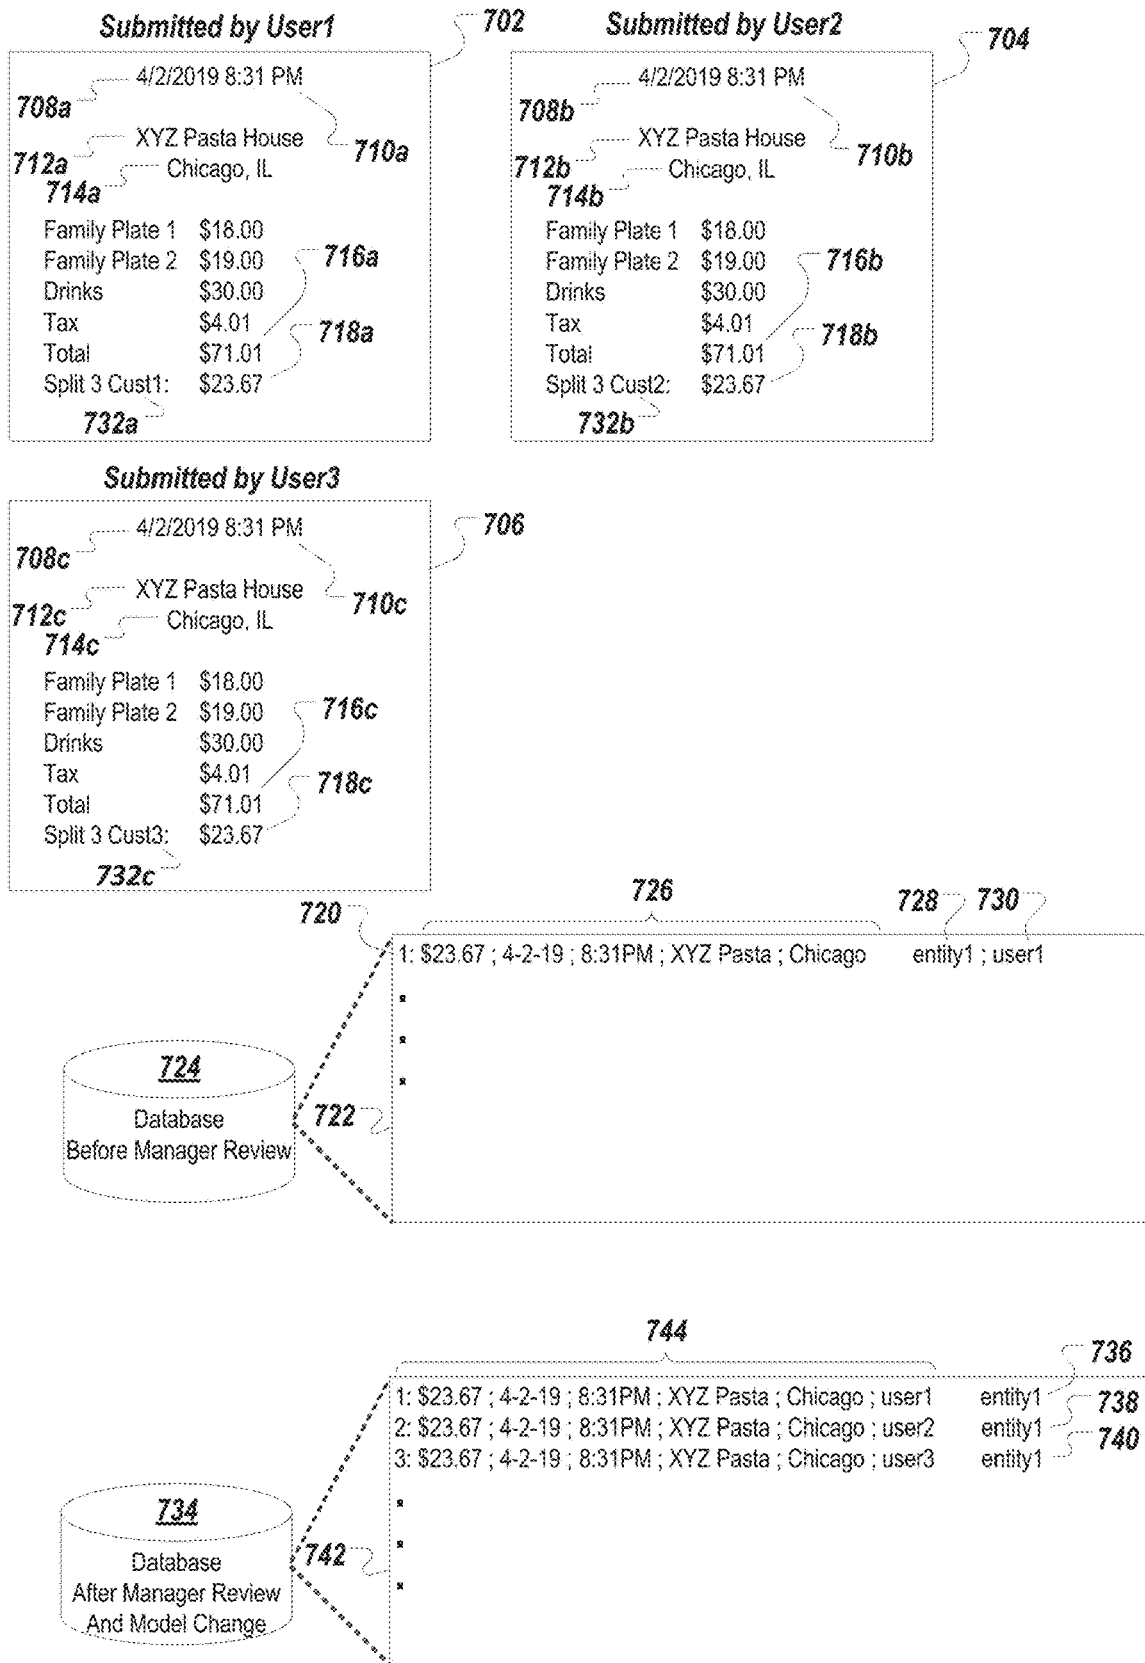 Submitted by User1
702
4/2/2019 8:31 PM
708a
XYZ Pasta House
710a
712a
Chicago, IL
714a
Family Plate 1 $18.00
Family Plate 2 $19.00
716a
Drinks $30.00
Tax $4.01
718a
Total $71.01
Split 3 Cust1: $23.67
732a
Submitted by User2
704
4/2/2019 8:31 PM
708b
XYZ Pasta House
710b
712b
Chicago, IL
714b
Family Plate 1 $18.00
Family Plate 2 $19.00
716b
Drinks $30.00
Tax $4.01
718b
Total $71.01
Split 3 Cust2: $23.67
732b
Submitted by User3
706
4/2/2019 8:31 PM
708c
XYZ Pasta House
710c
712c
Chicago, IL
714c
Family Plate 1 $18.00
Family Plate 2 $19.00
716c
Drinks $30.00
Tax $4.01
718c
Total $71.01
Split 3 Cust3: $23.67
732c
720
726
728 730
1: $23.67 ; 4-2-19 ; 8:31PM ; XYZ Pasta ; Chicago entity1 ; user1
724
Database
Before Manager Review
722
744
736
1: $23.67 ; 4-2-19 ; 8:31PM ; XYZ Pasta ; Chicago ; user1 entity1
738
2: $23.67 ; 4-2-19 ; 8:31PM ; XYZ Pasta ; Chicago ; user2 entity1
740
3: $23.67 ; 4-2-19 ; 8:31PM ; XYZ Pasta ; Chicago ; user3 entity1
734
Database
After Manager Review
And Model Change
742